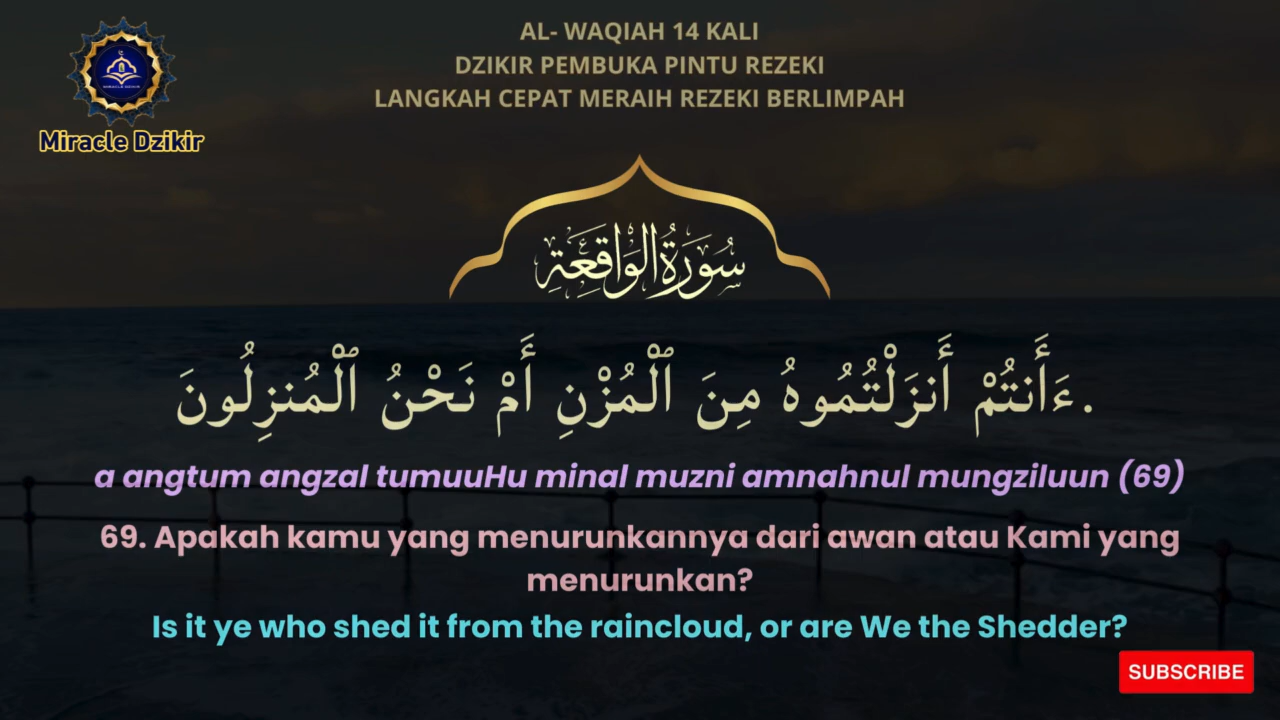 AL- WAQIAH 14 KALI
DZIKIR PEMBUKA PINTU REZEKI
LANGKAH CEPAT MERAIH REZEKI BERLIMPAH
Miracle Dzikir
سُورَةُ الْوَاقِعَةِ
ءَأَنتُمْ أَنزَلْتُمُوهُ مِنَ ٱلْمُزْنِ أَمْ نَحْنُ ٱلْمُنزِلُونَ.
a angtum angzal tumuuHu minal muzni amnahnul mungziluun (69)
69. Apakah kamu yang menurunkannya dari awan atau Kami yang
menurunkan?
Is it ye who shed it from the raincloud, or are We the Shedder?
SUBSCRIBE